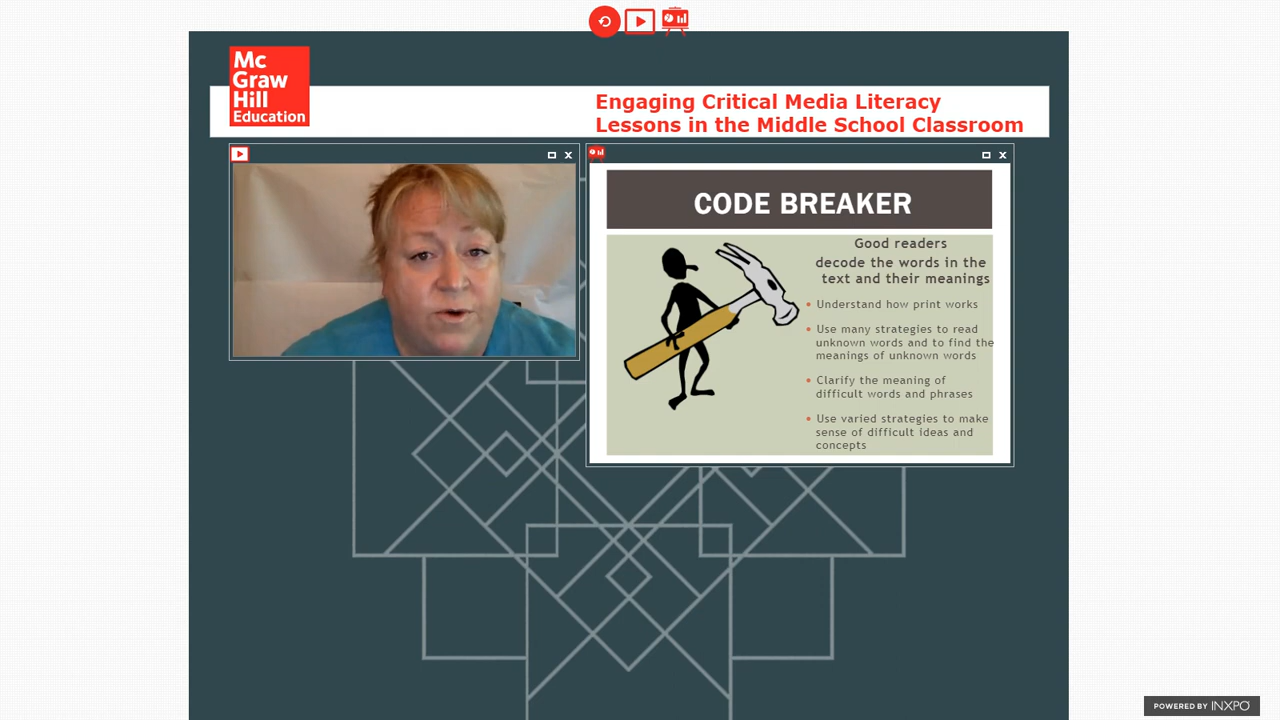 Mc
Graw
Hill
Education
Engaging Critical Media Literacy
Lessons in the Middle School Classroom
CODE BREAKER
Good readers
decode the words in the
text and their meanings
• Understand how print works
• Use many strategies to read
unknown words and to find the
meanings of unknown words
• Clarify the meaning of
difficult words and phrases
• Use varied strategies to make
sense of difficult ideas and
concepts
POWERED BY INXPO